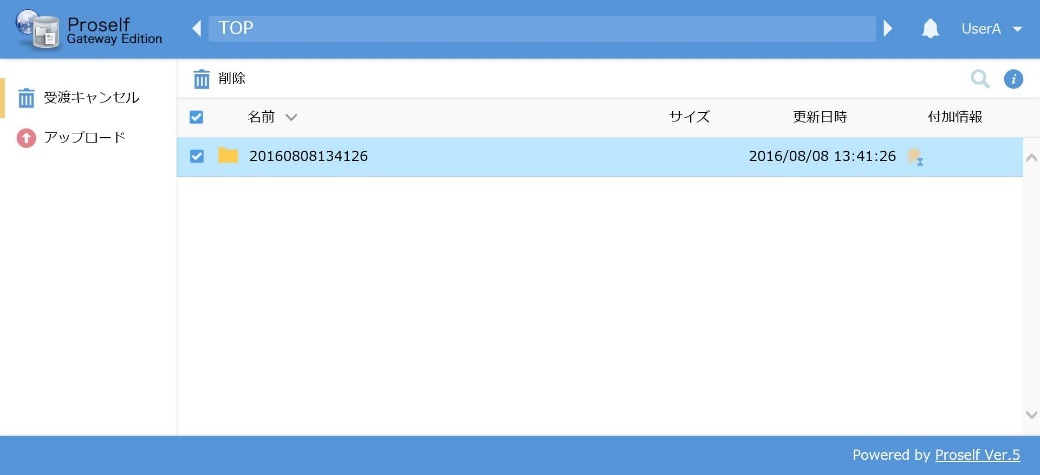 Proself
Gateway Edition
TOP
UserA
受渡キャンセル
アップロード
削除
名前 サイズ 更新日時 付加情報
20160808134126 2016/08/08 13:41:26
Powered by Proself Ver.5